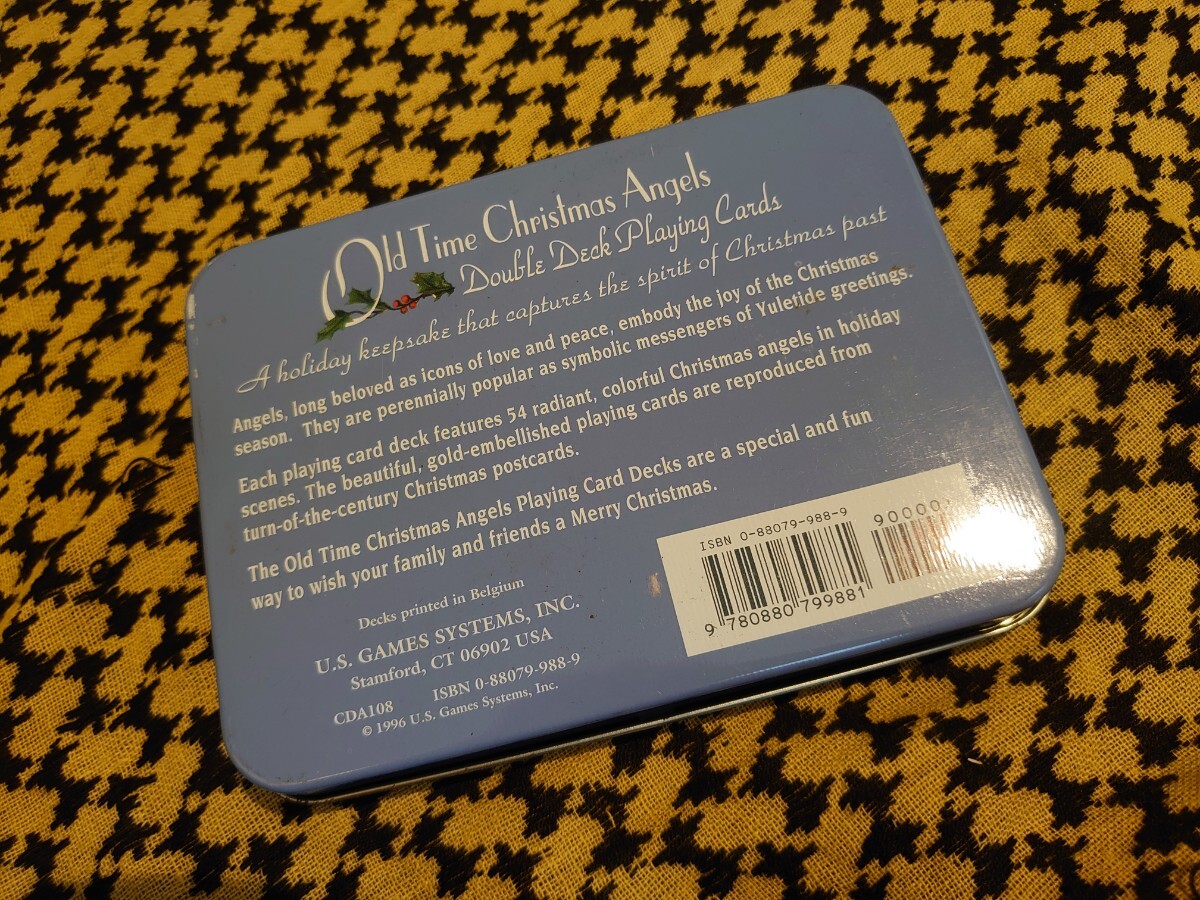 Old Time Christmas Angels
Double Deck Playing Cards
A holiday keepsake that captures the spirit of Christmas past
Angels, long beloved as icons of love and peace, embody the joy of the Christmas
season. They are perennially popular as symbolic messengers of Yuletide greetings.
Each playing card deck features 54 radiant, colorful Christmas angels in holiday
scenes. The beautiful, gold-embellished playing cards are reproduced from
turn-of-the-century Christmas postcards.
The Old Time Christmas Angels Playing Card Decks are a special and fun
way to wish your family and friends a Merry Christmas.
Decks printed in Belgium
U.S. GAMES SYSTEMS, INC.
Stamford, CT 06902 USA
ISBN 0-88079-988-9
CDA108
© 1996 U.S. Games Systems, Inc.
ISBN 0-88079-988-9
90000
9 780880 799881